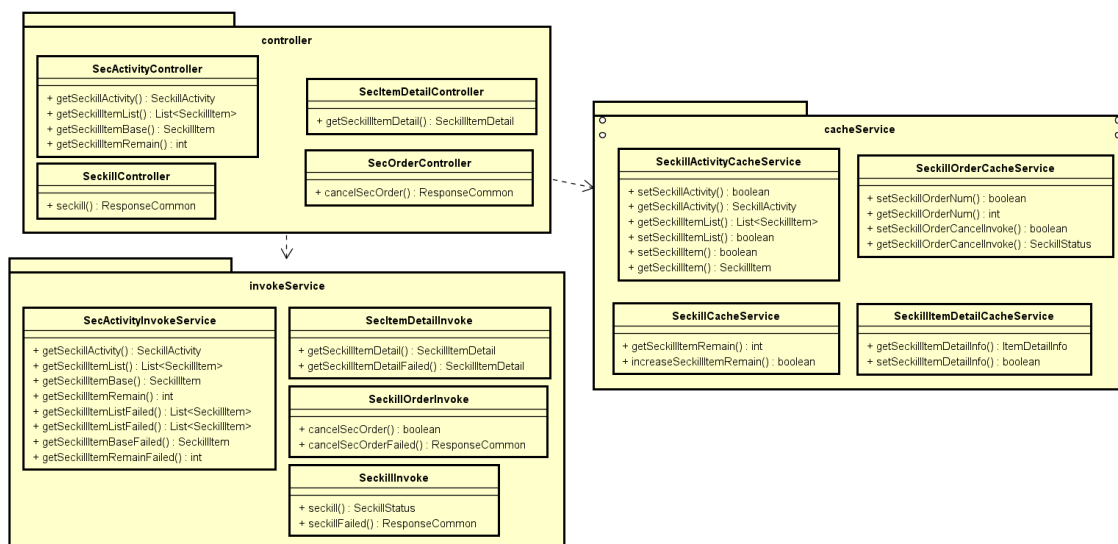 controller
SecActivityController
+ getSeckillActivity() : SeckillActivity
+ getSeckillItemList() : List<SeckillItem>
+ getSeckillItemBase() : SeckillItem
+ getSeckillItemRemain() : int
SecItemDetailController
+ getSeckillItemDetail() : SeckillItemDetail
SeckillController
+ seckill() : ResponseCommon
SecOrderController
+ cancelSecOrder() : ResponseCommon
cacheService
SeckillActivityCacheService
+ setSeckillActivity() : boolean
+ getSeckillActivity() : SeckillActivity
+ getSeckillItemList() : List<SeckillItem>
+ setSeckillItemList() : boolean
+ setSeckillItem() : boolean
+ getSeckillItem() : SeckillItem
SeckillOrderCacheService
+ setSeckillOrderNum() : boolean
+ getSeckillOrderNum() : int
+ setSeckillOrderCancelInvoke() : boolean
+ getSeckillOrderCancelInvoke() : SeckillStatus
SeckillCacheService
+ getSeckillItemRemain() : int
+ increaseSeckillItemRemain() : boolean
SeckillItemDetailCacheService
+ getSeckillItemDetailInfo() : ItemDetailInfo
+ setSeckillItemDetailInfo() : boolean
invokeService
SecActivityInvokeService
+ getSeckillActivity() : SeckillActivity
+ getSeckillItemList() : List<SeckillItem>
+ getSeckillItemBase() : SeckillItem
+ getSeckillItemRemain() : int
+ getSeckillItemListFailed() : List<SeckillItem>
+ getSeckillItemListFailed() : List<SeckillItem>
+ getSeckillItemBaseFailed() : SeckillItem
+ getSeckillItemRemainFailed() : int
SecItemDetailInvoke
+ getSeckillItemDetail() : SeckillItemDetail
+ getSeckillItemDetailFailed() : SeckillItemDetail
SeckillOrderInvoke
+ cancelSecOrder() : boolean
+ cancelSecOrderFailed() : ResponseCommon
SeckillInvoke
+ seckill() : SeckillStatus
+ seckillFailed() : ResponseCommon